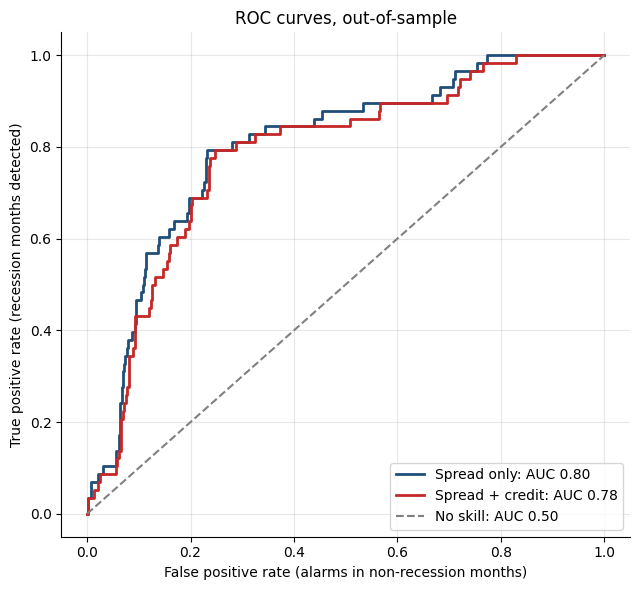 ROC curves, out-of-sample
True positive rate (recession months detected)
1.0
0.8
0.6
0.4
0.2
0.0
0.0 0.2 0.4 0.6 0.8 1.0
False positive rate (alarms in non-recession months)
Spread only: AUC 0.80
Spread + credit: AUC 0.78
No skill: AUC 0.50